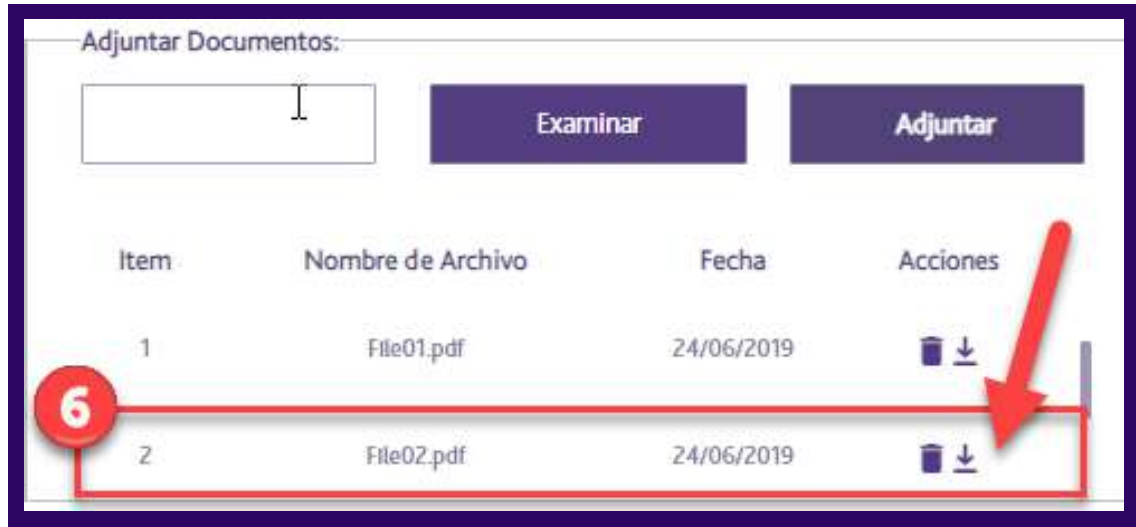 Adjuntar Documentos:
Examinar Adjuntar
Item Nombre de Archivo Fecha Acciones
1 File01.pdf 24/06/2019
6
2 File02.pdf 24/06/2019